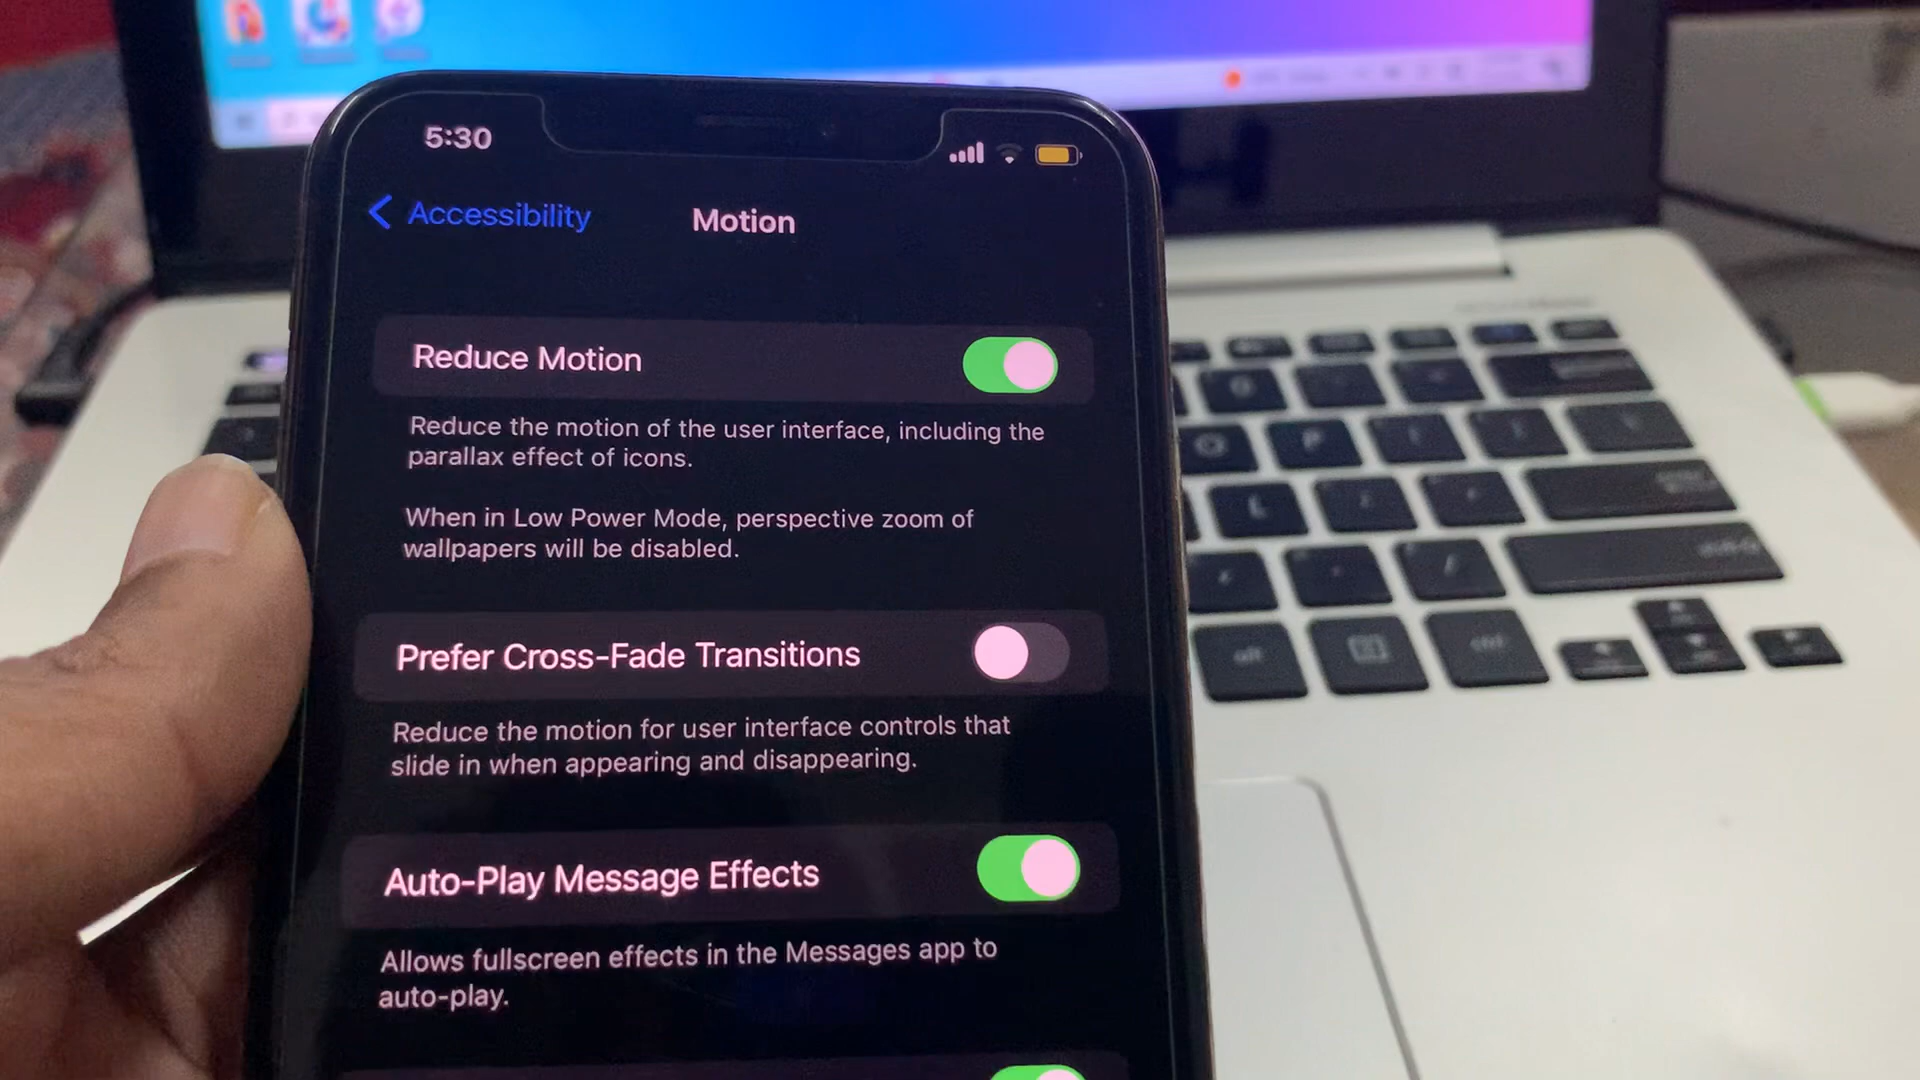 5:30
Accessibility
Motion
Reduce Motion
Reduce the motion of the user interface, including the
parallax effect of icons.
When in Low Power Mode, perspective zoom of
wallpapers will be disabled.
Prefer Cross-Fade Transitions
Reduce the motion for user interface controls that
slide in when appearing and disappearing.
Auto-Play Message Effects
Allows fullscreen effects in the Messages app to
auto-play.
P
L
alt
ctrl